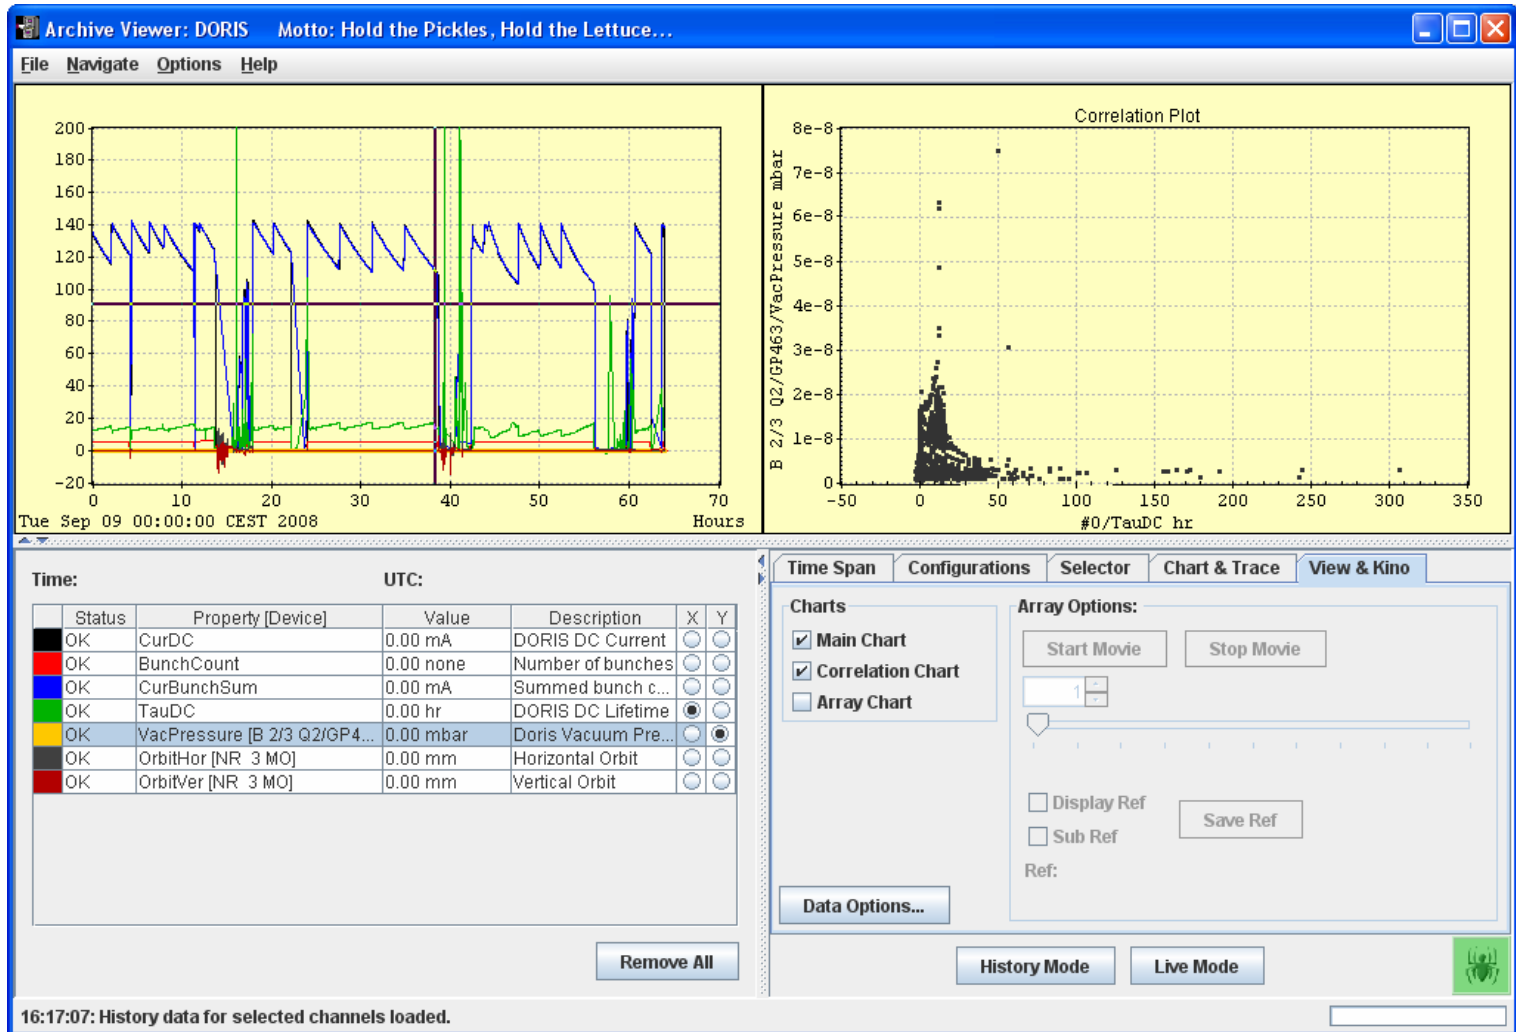 Archive Viewer: DORIS Motto: Hold the Pickles, Hold the Lettuce...
File Navigate Options Help
200
180
160
140
120
100
80
60
40
20
0
-20
0 10 20 30 40 50 60 70
Tue Sep 09 00:00:00 CEST 2008 Hours
Correlation Plot
B 2/3 Q2/GP463/VacPressure mbar
8e-8
7e-8
6e-8
5e-8
4e-8
3e-8
2e-8
1e-8
0
-50 0 50 100 150 200 250 300 350
#0/TauDC hr
Time: UTC:
Status Property [Device] Value Description X Y
OK CurDC 0.00 mA DORIS DC Current
OK BunchCount 0.00 none Number of bunches
OK CurBunchSum 0.00 mA Summed bunch c...
OK TauDC 0.00 hr DORIS DC Lifetime
OK VacPressure [B 2/3 Q2/GP4... 0.00 mbar Doris Vacuum Pre...
OK OrbitHor [NR 3 MO] 0.00 mm Horizontal Orbit
OK OrbitVer [NR 3 MO] 0.00 mm Vertical Orbit
Remove All
Time Span Configurations Selector Chart & Trace View & Kino
Charts
Main Chart
Correlation Chart
Array Chart
Data Options...
Array Options:
Start Movie Stop Movie
1
Display Ref
Sub Ref
Save Ref
Ref:
History Mode Live Mode
16:17:07: History data for selected channels loaded.